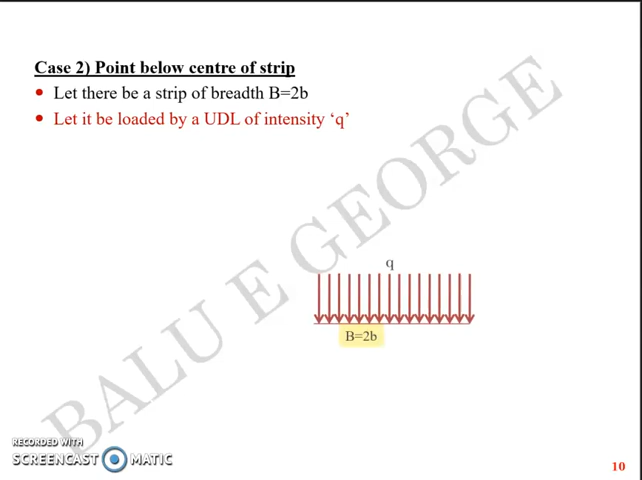 Case 2) Point below centre of strip
• Let there be a strip of breadth B=2b
• Let it be loaded by a UDL of intensity ‘q’
q
B=2b
BALU E GEORGE
RECORDED WITH
SCREENCAST MATIC
10